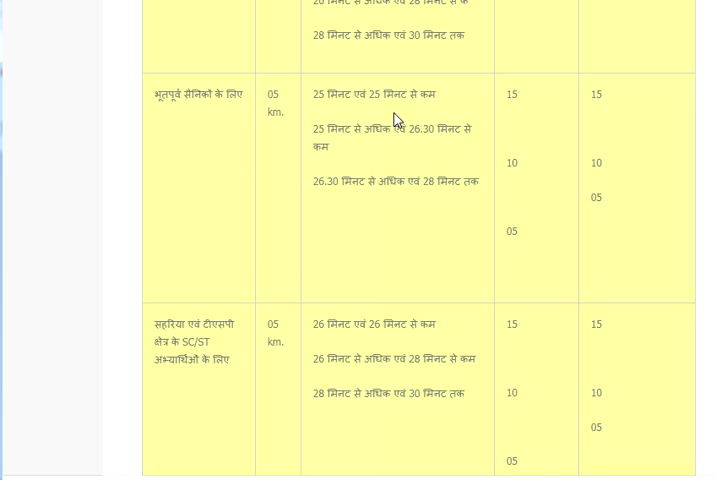 28 मिनट से अधिक एवं 30 मिनट तक
भूतपूर्व सैनिकों के लिए
05
km.
25 मिनट एवं 25 मिनट से कम
25 मिनट से अधिक एवं 26.30 मिनट से
कम
26.30 मिनट से अधिक एवं 28 मिनट तक
15
10
05
15
10
05
सहरिया एवं टीएसपी
क्षेत्र के SC/ST
अभ्यार्थिओं के लिए
05
km.
26 मिनट एवं 26 मिनट से कम
26 मिनट से अधिक एवं 28 मिनट से कम
28 मिनट से अधिक एवं 30 मिनट तक
15
10
05
15
10
05